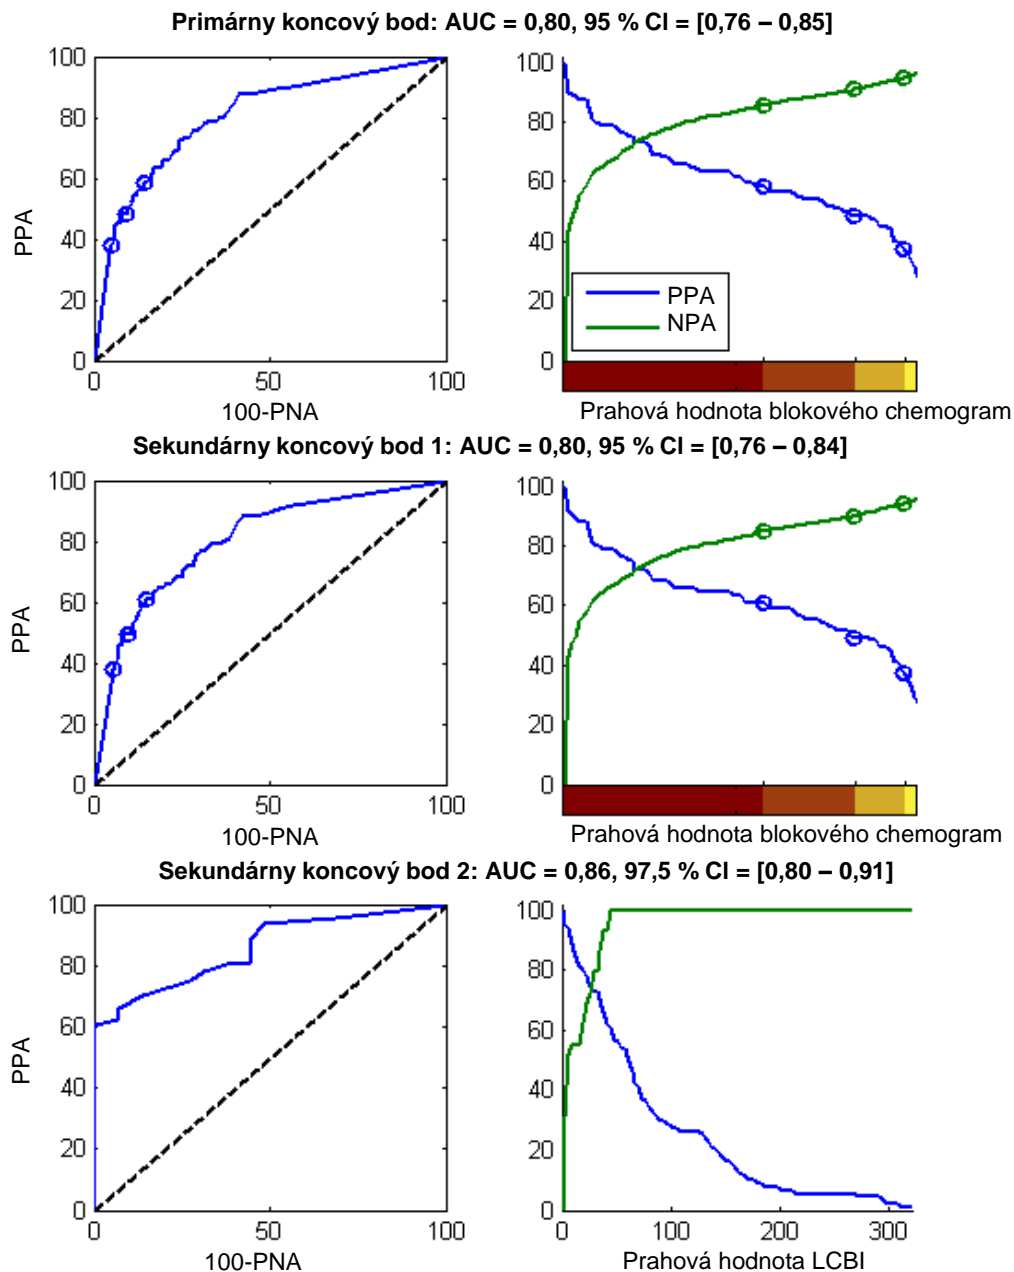 Primárny koncový bod: AUC = 0,80, 95 % CI = [0,76 – 0,85]
100
80
60
40
20
0
PPA
0 50 100
100-PNA
100
80
60
40
20
0
PPA
NPA
Prahová hodnota blokového chemogram
Sekundárny koncový bod 1: AUC = 0,80, 95 % CI = [0,76 – 0,84]
100
80
60
40
20
0
PPA
0 50 100
100-PNA
100
80
60
40
20
0
Prahová hodnota blokového chemogram
Sekundárny koncový bod 2: AUC = 0,86, 97,5 % CI = [0,80 – 0,91]
100
80
60
40
20
0
PPA
0 50 100
100-PNA
100
80
60
40
20
0
0 100 200 300
Prahová hodnota LCBI